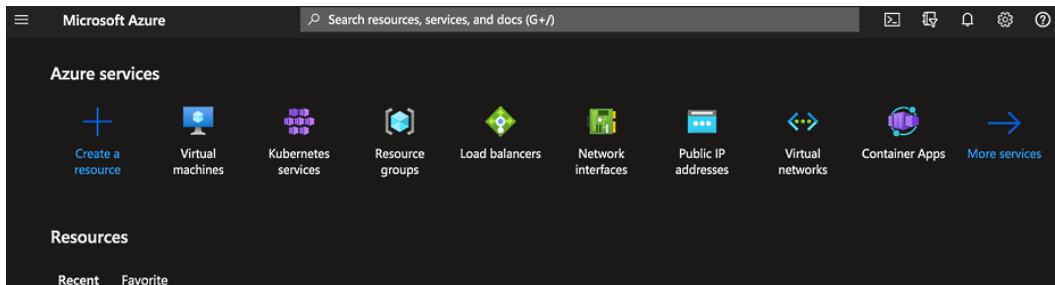 Microsoft Azure
Search resources, services, and docs (G+/)
Azure services
Create a
resource
Virtual
machines
Kubernetes
services
Resource
groups
Load balancers
Network
interfaces
Public IP
addresses
Virtual
networks
Container Apps
More services
Resources
Recent Favorite